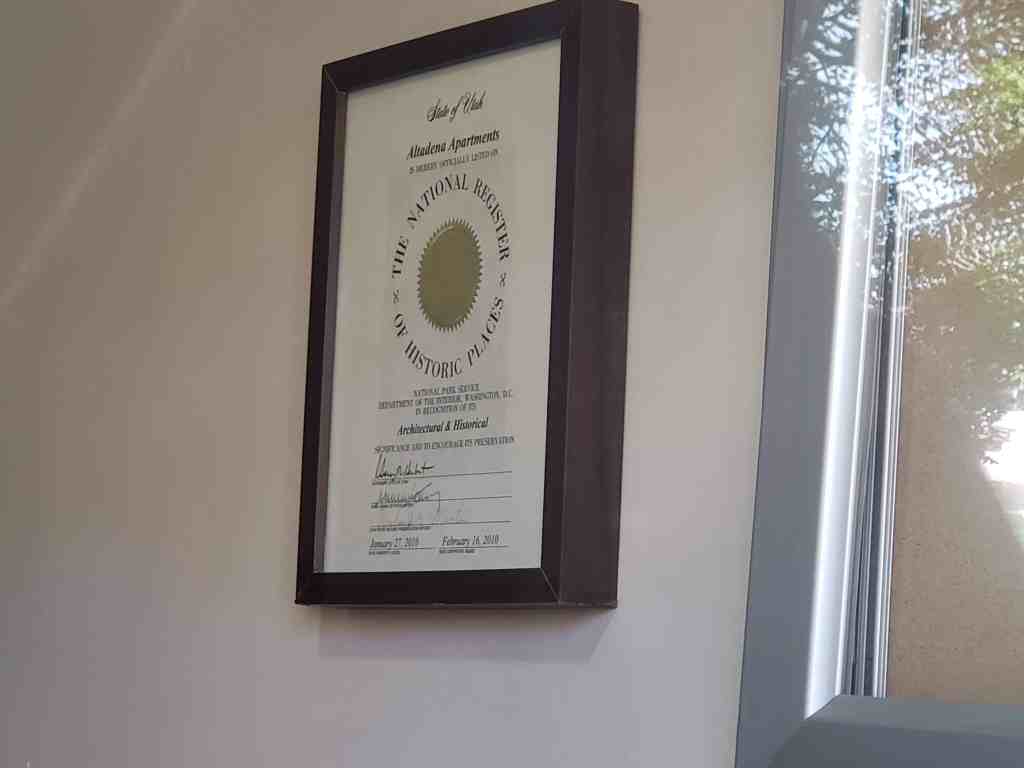 State of Utah
Altadena Apartments
IS HEREBY OFFICIALLY LISTED ON
THE NATIONAL REGISTER
OF HISTORIC PLACES
NATIONAL PARK SERVICE
DEPARTMENT OF THE INTERIOR, WASHINGTON, D.C.
IN RECOGNITION OF ITS
Architectural & Historical
SIGNIFICANCE AND TO ENCOURAGE ITS PRESERVATION
January 27, 2010 February 16, 2010